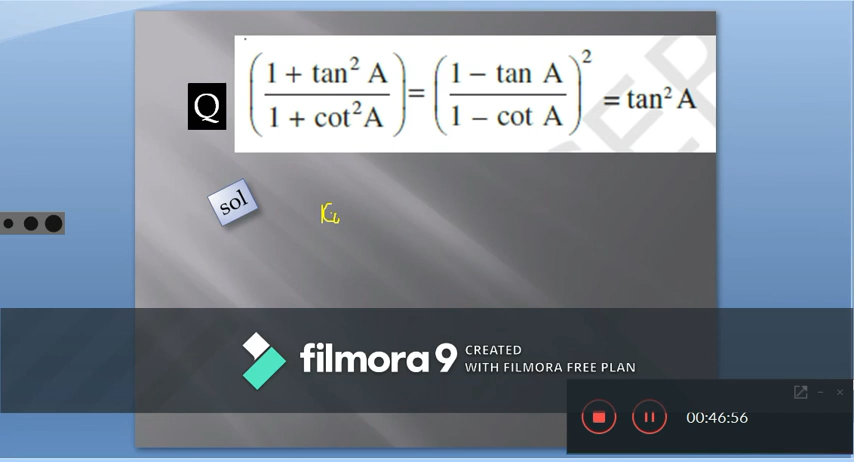 Q (1 + tan² A / 1 + cot² A) = (1 − tan A / 1 − cot A)² = tan² A
sol
filmora 9 CREATED
WITH FILMORA FREE PLAN
00:46:56